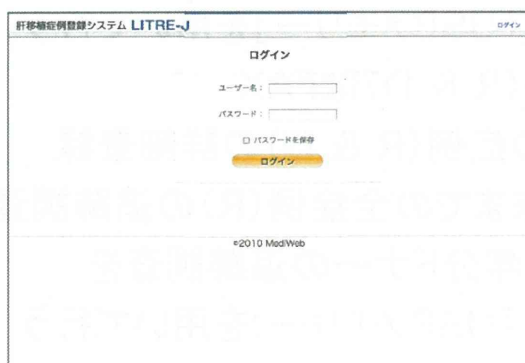 肝移植症例登録システム LITRE-J ログイン
ログイン
ユーザー名：
パスワード：
パスワードを保存
ログイン
©2010 MediWeb